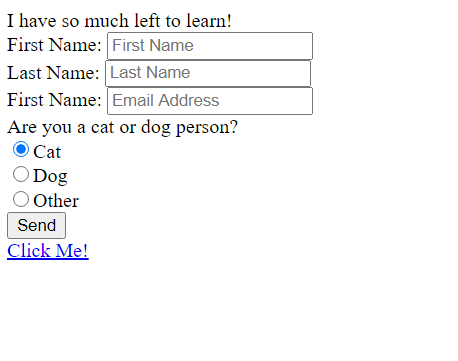 I have so much left to learn!
First Name: First Name
Last Name: Last Name
First Name: Email Address
Are you a cat or dog person?
Cat
Dog
Other
Send
Click Me!